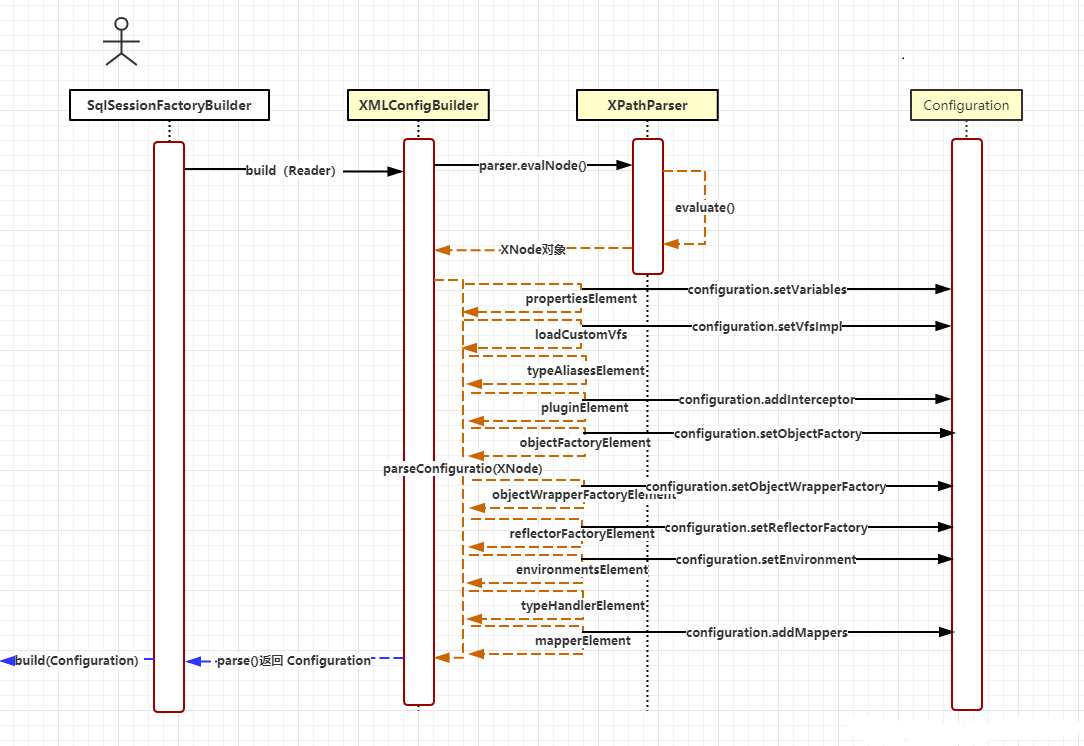 SqlSessionFactoryBuilder
XMLConfigBuilder
XPathParser
Configuration
build（Reader）
parser.evalNode()
evaluate()
XNode对象
propertiesElement
configuration.setVariables
loadCustomVfs
configuration.setVfsImpl
typeAliasesElement
pluginElement
configuration.addInterceptor
objectFactoryElement
configuration.setObjectFactory
parseConfiguratio(XNode)
objectWrapperFactoryElement
configuration.setObjectWrapperFactory
reflectorFactoryElement
configuration.setReflectorFactory
environmentsElement
configuration.setEnvironment
typeHandlerElement
mapperElement
configuration.addMappers
build(Configuration)
parse()返回 Configuration